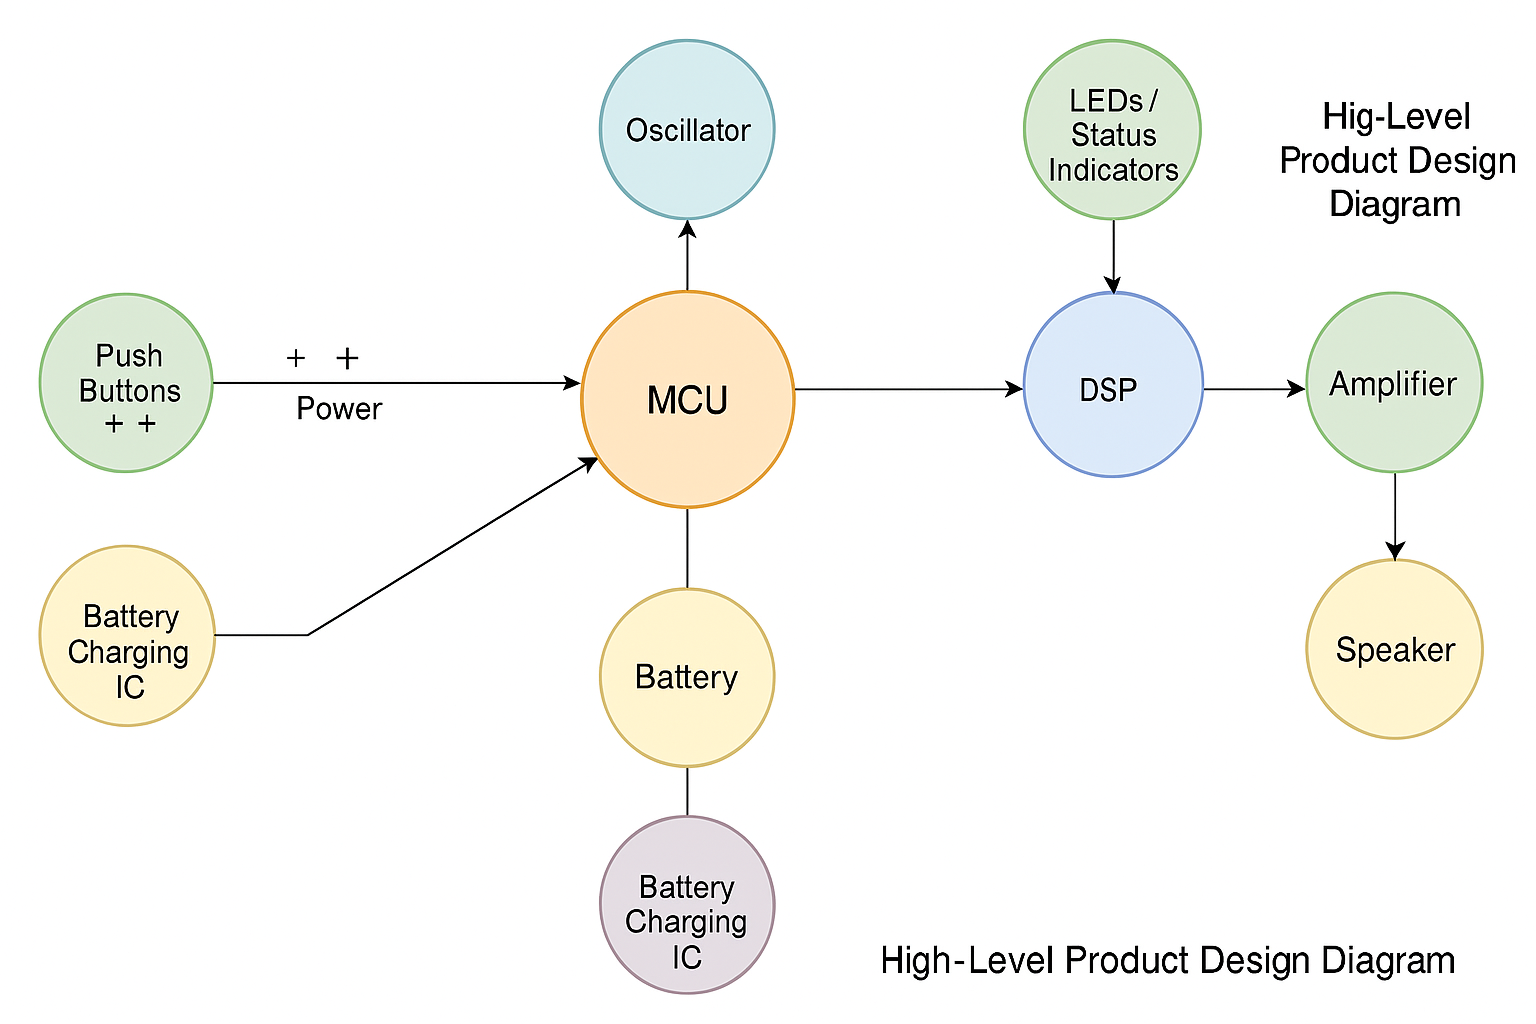 Oscillator
LEDs /
Status
Indicators
Hig-Level
Product Design
Diagram
Push
Buttons
+ +
+ +
Power
MCU
DSP
Amplifier
Battery
Charging
IC
Battery
Speaker
Battery
Charging
IC
High-Level Product Design Diagram